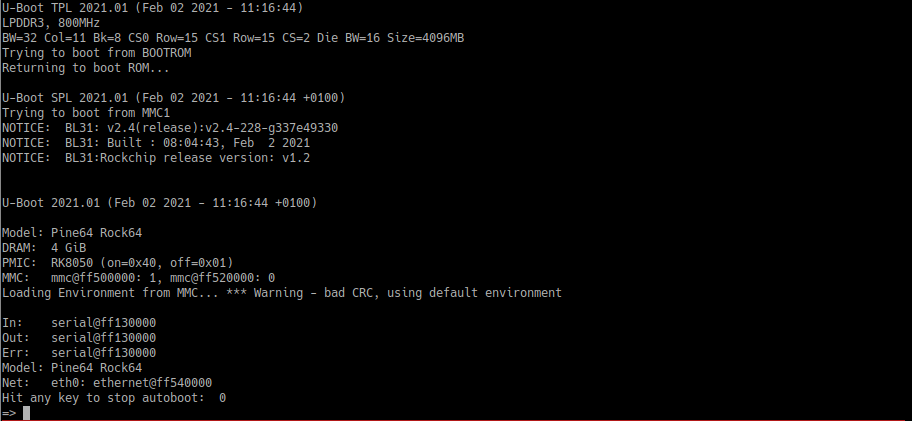 U-Boot TPL 2021.01 (Feb 02 2021 - 11:16:44)
LPDDR3, 800MHz
BW=32 Col=11 Bk=8 CS0 Row=15 CS1 Row=15 CS=2 Die BW=16 Size=4096MB
Trying to boot from BOOTROM
Returning to boot ROM...
U-Boot SPL 2021.01 (Feb 02 2021 - 11:16:44 +0100)
Trying to boot from MMC1
NOTICE:  BL31: v2.4(release):v2.4-228-g337e49330
NOTICE:  BL31: Built : 08:04:43, Feb  2 2021
NOTICE:  BL31:Rockchip release version: v1.2
U-Boot 2021.01 (Feb 02 2021 - 11:16:44 +0100)
Model: Pine64 Rock64
DRAM:  4 GiB
PMIC:  RK8050 (on=0x40, off=0x01)
MMC:   mmc@ff500000: 1, mmc@ff520000: 0
Loading Environment from MMC... *** Warning - bad CRC, using default environment
In:    serial@ff130000
Out:   serial@ff130000
Err:   serial@ff130000
Model: Pine64 Rock64
Net:   eth0: ethernet@ff540000
Hit any key to stop autoboot:  0
=>